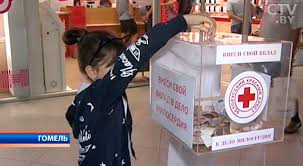 CTV
.BY
ВНЕСИ СВОЙ ВКЛАД
ВНЕСИ СВОЙ
ВКЛАД В ДЕЛО
МИЛОСЕРДИЯ
В ДЕЛО МИЛОСЕРДИЯ
ГОМЕЛЬ